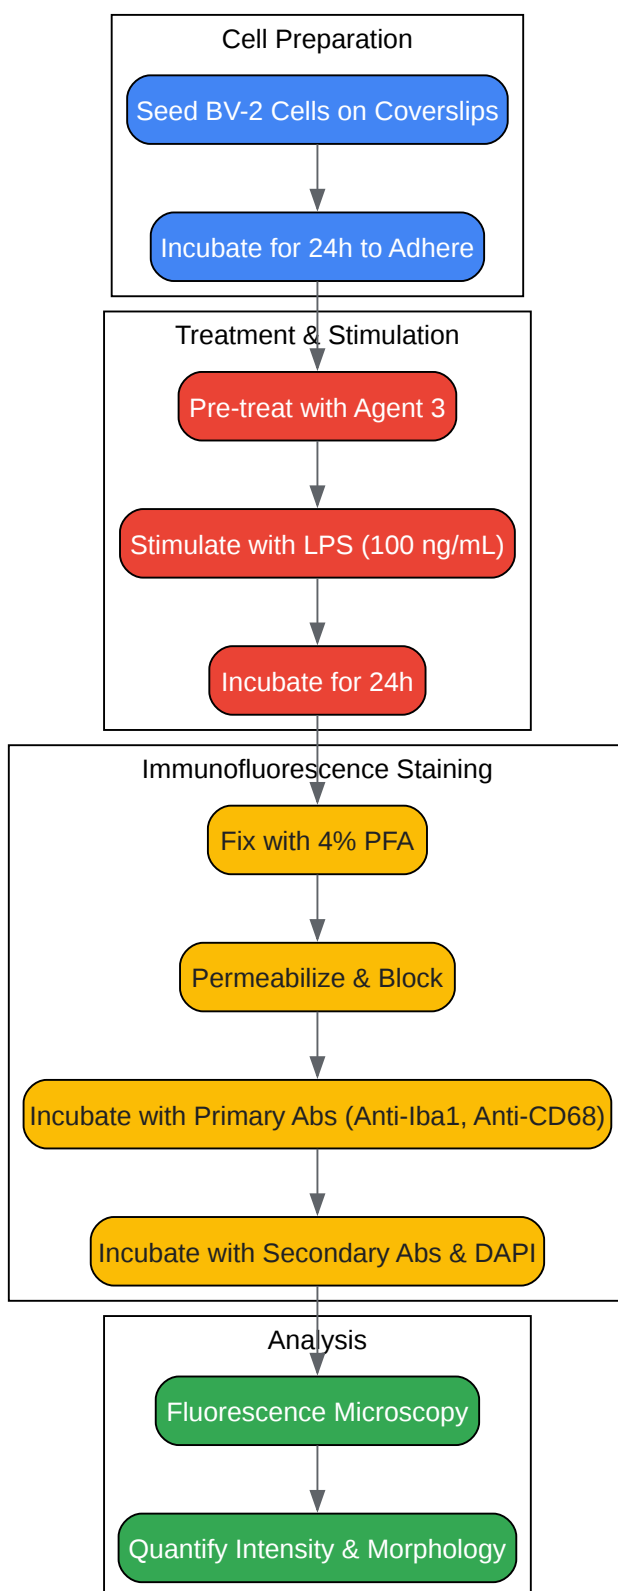 Cell Preparation
Seed BV-2 Cells on Coverslips
Incubate for 24h to Adhere
Treatment & Stimulation
Pre-treat with Agent 3
Stimulate with LPS (100 ng/mL)
Incubate for 24h
Immunofluorescence Staining
Fix with 4% PFA
Permeabilize & Block
Incubate with Primary Abs (Anti-Iba1, Anti-CD68)
Incubate with Secondary Abs & DAPI
Analysis
Fluorescence Microscopy
Quantify Intensity & Morphology